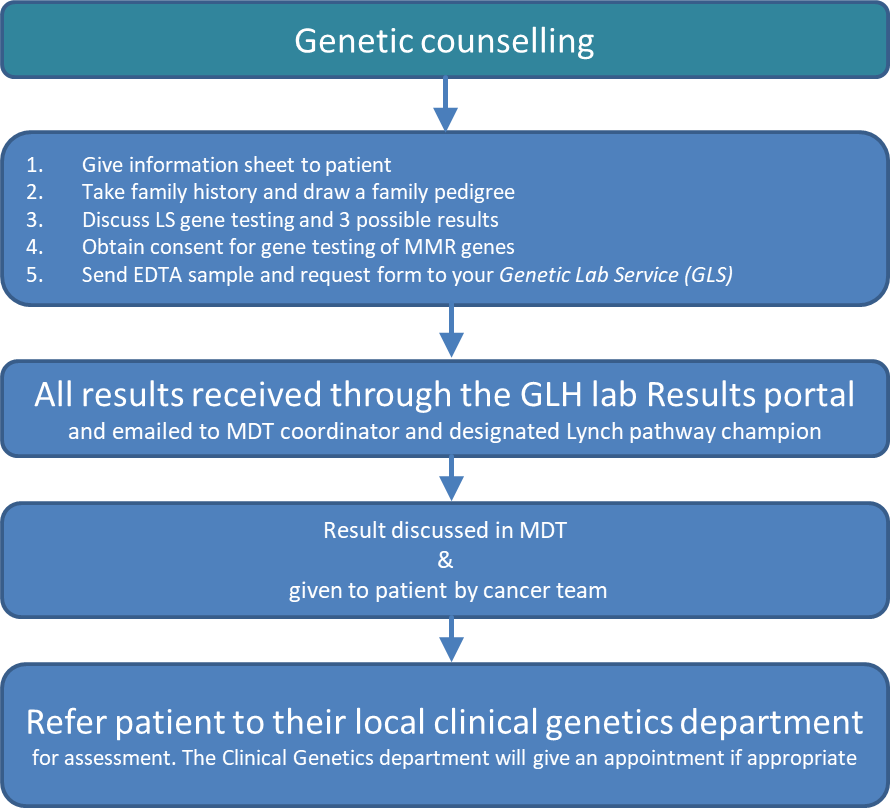 Genetic counselling
1. Give information sheet to patient
2. Take family history and draw a family pedigree
3. Discuss LS gene testing and 3 possible results
4. Obtain consent for gene testing of MMR genes
5. Send EDTA sample and request form to your Genetic Lab Service (GLS)
All results received through the GLH lab Results portal
and emailed to MDT coordinator and designated Lynch pathway champion
Result discussed in MDT
&
given to patient by cancer team
Refer patient to their local clinical genetics department
for assessment. The Clinical Genetics department will give an appointment if appropriate